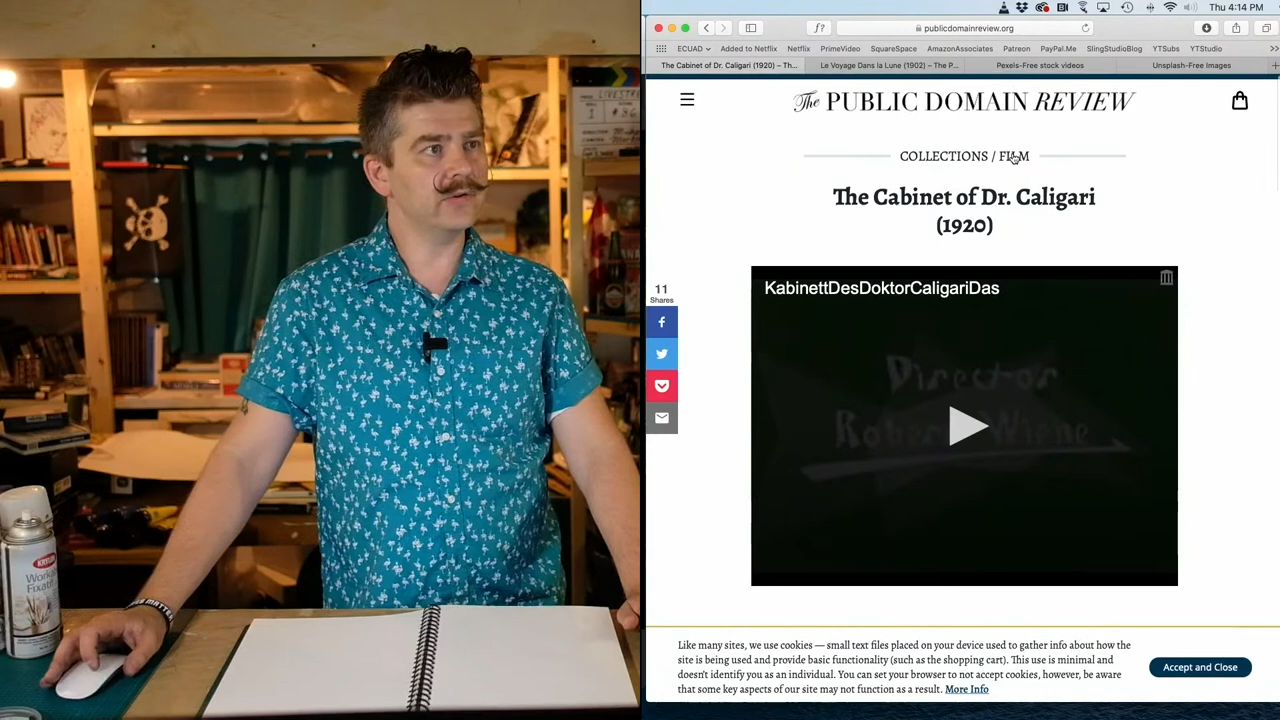 Thu 4:14 PM
publicdomainreview.org
ECUAD
Added to Netflix
Netflix
PrimeVideo
SquareSpace
AmazonAssociates
Patreon
PayPal.Me
SlingStudioBlog
YTSubs
YTStudio
The Cabinet of Dr. Caligari (1920) – Th...
Le Voyage Dans la Lune (1902) – The P...
Pexels-Free stock videos
Unsplash-Free Images
The PUBLIC DOMAIN REVIEW
COLLECTIONS / FILM
The Cabinet of Dr. Caligari
(1920)
11
Shares
KabinettDesDoktorCaligariDas
Director
Robert Wiene
Like many sites, we use cookies — small text files placed on your device used to gather info about how the
site is being used and provide basic functionality (such as the shopping cart). This use is minimal and
doesn't identify you as an individual. You can set your browser to not accept cookies, however, be aware
that some key aspects of our site may not function as a result. More Info
Accept and Close
KRYLON